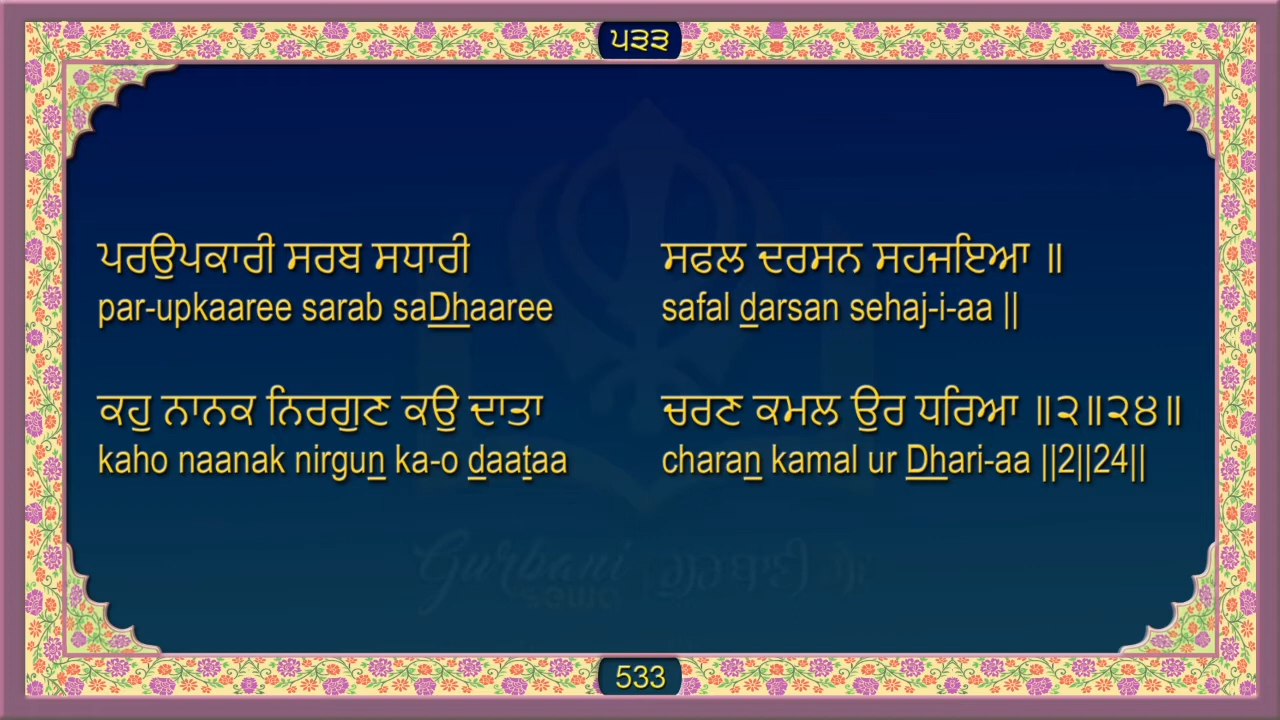 ੫੩੩
ਪਰਉਪਕਾਰੀ ਸਰਬ ਸਧਾਰੀ ਸਫਲ ਦਰਸਨ ਸਹਜਇਆ ॥
par-upkaaree sarab saDhaaree safal darsan sehaj-i-aa ||
ਕਹੁ ਨਾਨਕ ਨਿਰਗੁਣ ਕਉ ਦਾਤਾ ਚਰਣ ਕਮਲ ਉਰ ਧਰਿਆ ॥੨॥੨੪॥
kaho naanak nirgun ka-o daataa charan kamal ur Dhari-aa ||2||24||
Gurbani
sewa
533